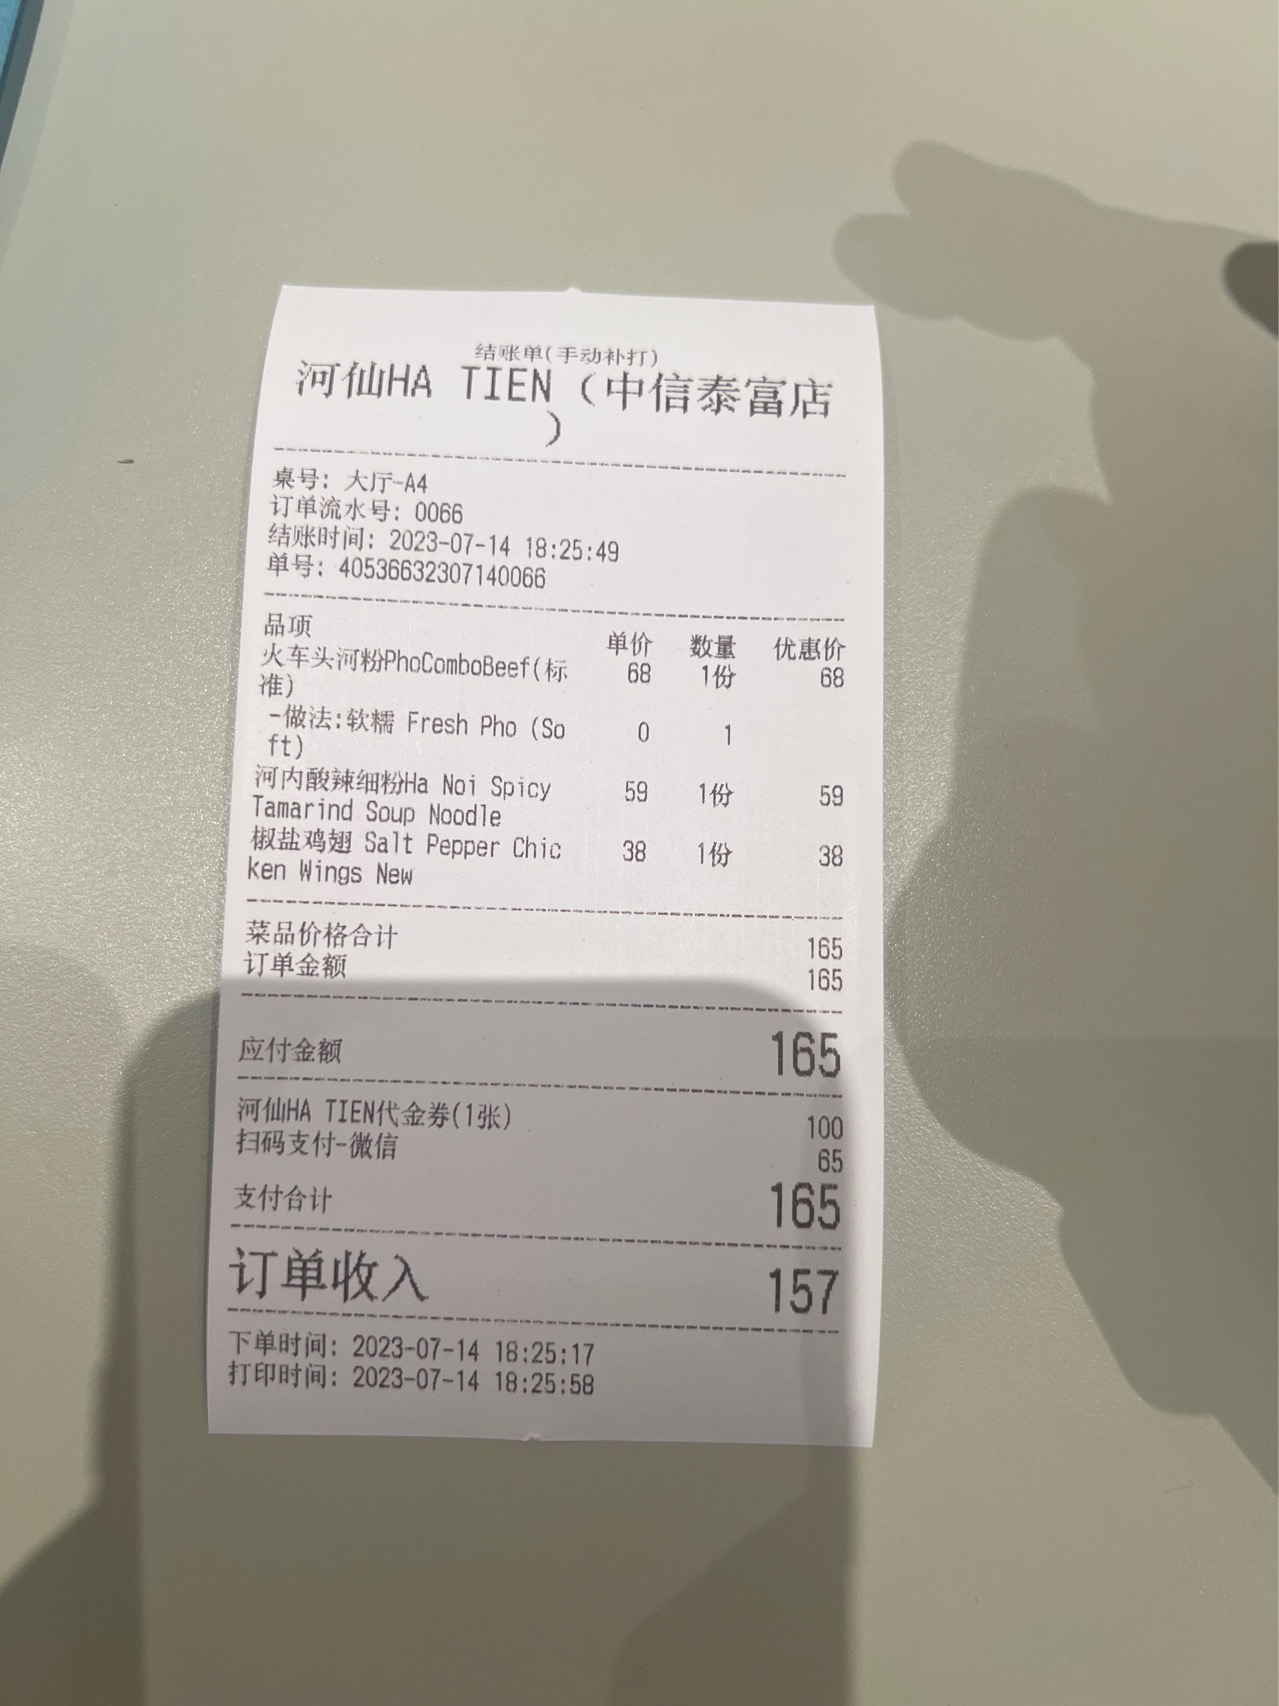 结账单(手动补打)
河仙HA TIEN（中信泰富店
）
桌号: 大厅-A4
订单流水号: 0066
结账时间: 2023-07-14 18:25:49
单号: 40536632307140066
品项 单价 数量 优惠价
火车头河粉PhoComboBeef(标 68 1份 68
准)
-做法:软糯 Fresh Pho (So 0 1
ft)
河内酸辣细粉Ha Noi Spicy 59 1份 59
Tamarind Soup Noodle
椒盐鸡翅 Salt Pepper Chic 38 1份 38
ken Wings New
菜品价格合计 165
订单金额 165
应付金额 165
河仙HA TIEN代金券(1张) 100
扫码支付-微信 65
支付合计 165
订单收入 157
下单时间: 2023-07-14 18:25:17
打印时间: 2023-07-14 18:25:58